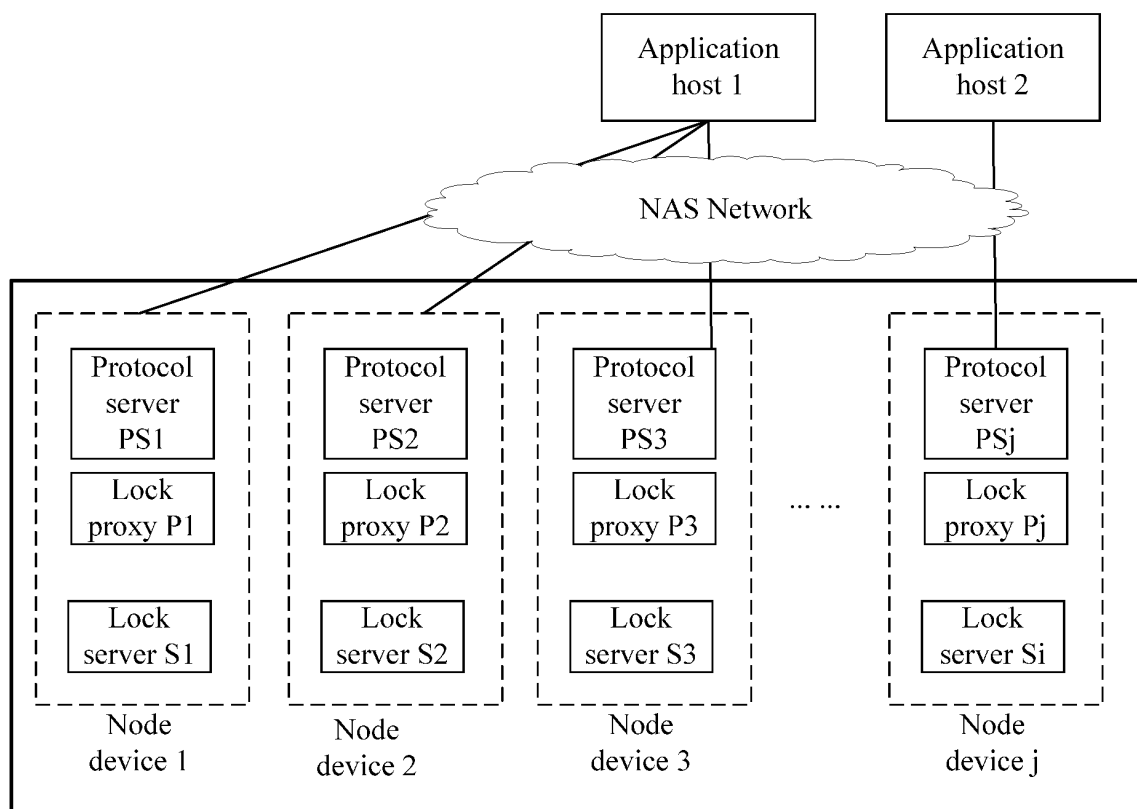 Application
host 1
Application
host 2
NAS Network
Protocol
server
PS1
Lock
proxy P1
Lock
server S1
Node
device 1
Protocol
server
PS2
Lock
proxy P2
Lock
server S2
Node
device 2
Protocol
server
PS3
Lock
proxy P3
Lock
server S3
Node
device 3
... ...
Protocol
server
PSj
Lock
proxy Pj
Lock
server Si
Node
device j